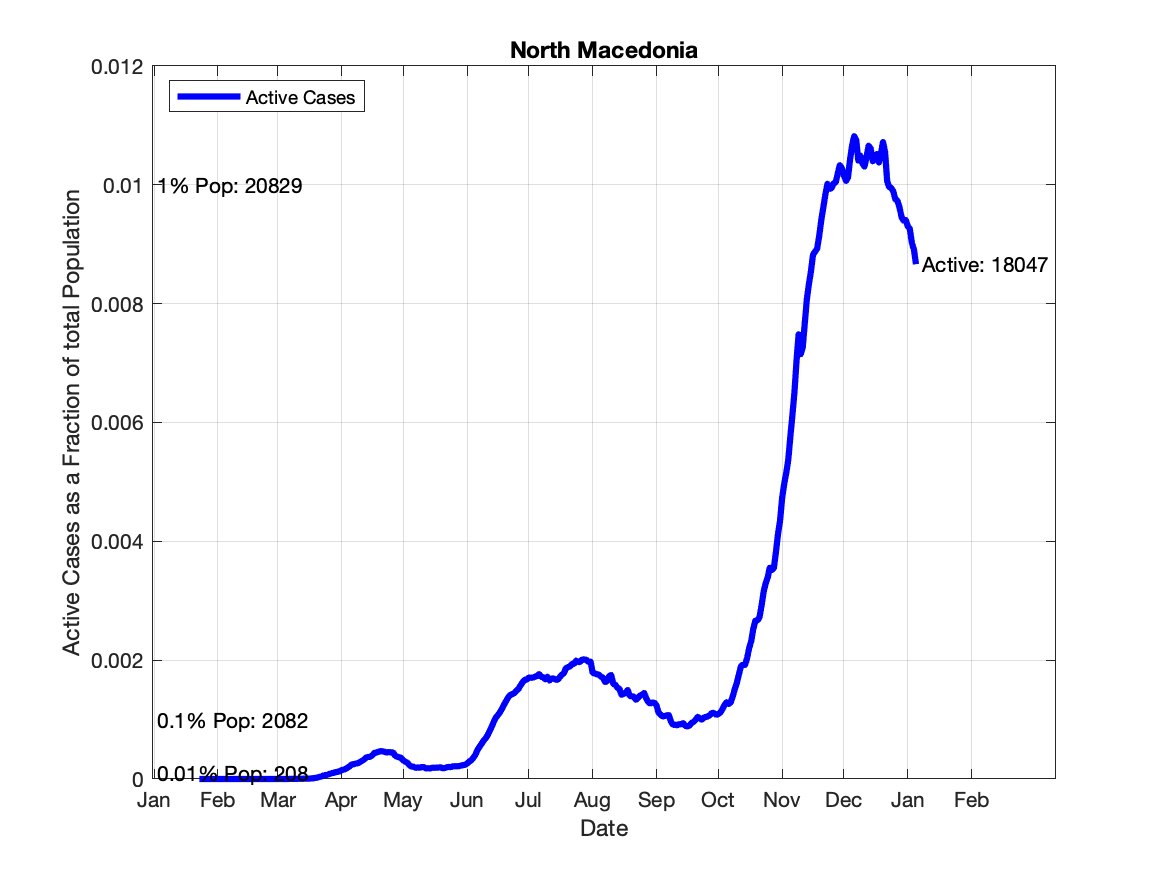 North Macedonia
Active Cases
0.012
0.01
0.008
0.006
0.004
0.002
0
Active Cases as a Fraction of total Population
1% Pop: 20829
Active: 18047
0.1% Pop: 2082
0.01% Pop: 208
Jan Feb Mar Apr May Jun Jul Aug Sep Oct Nov Dec Jan Feb
Date